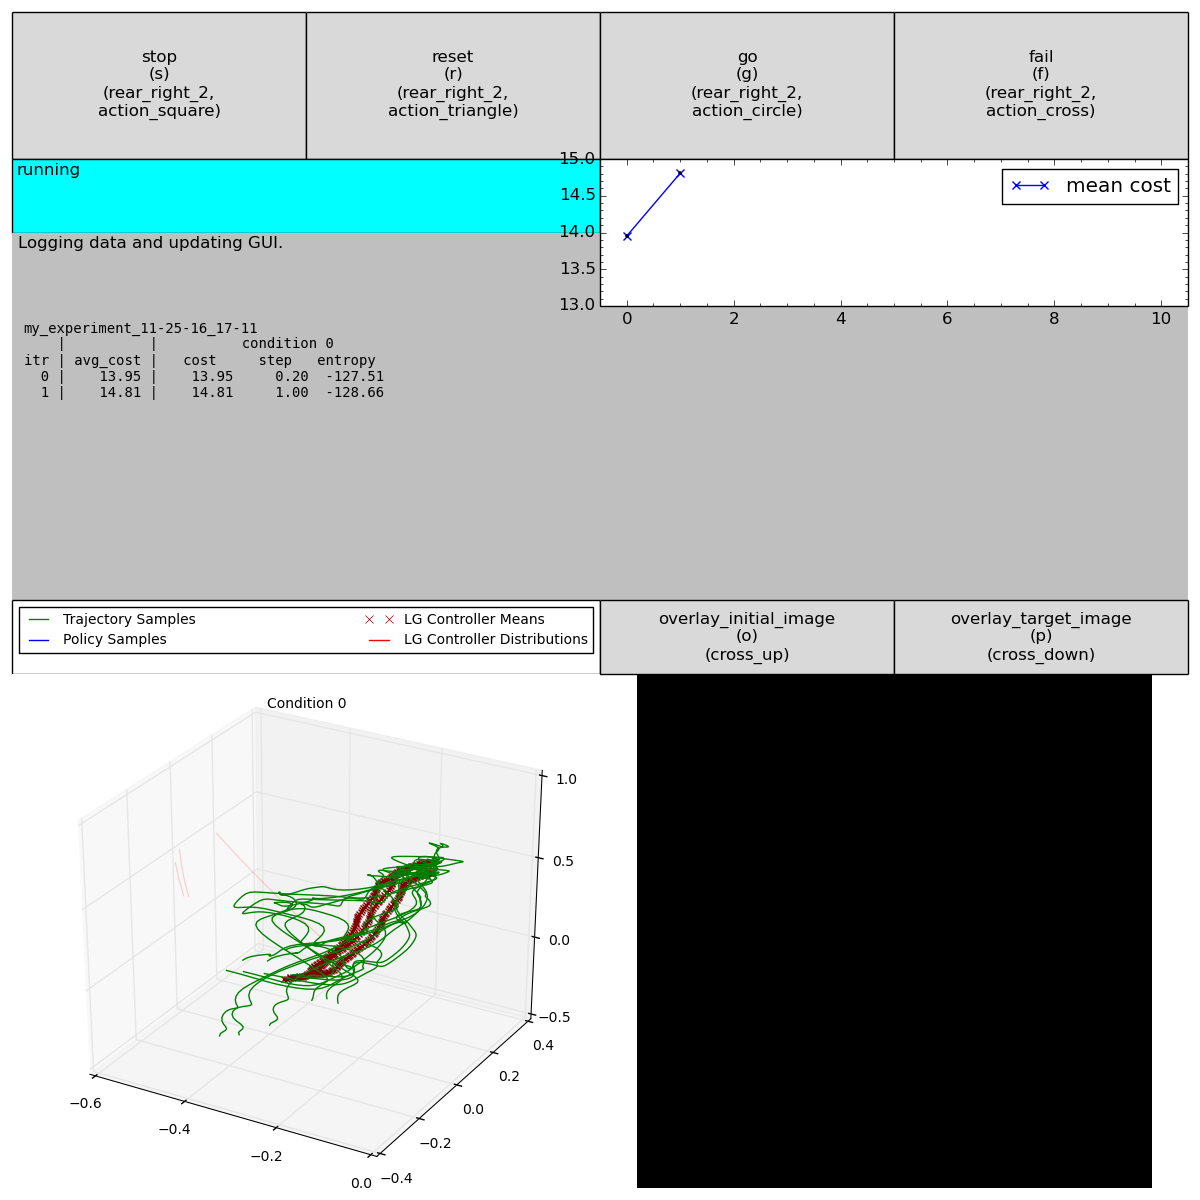 stop
(s)
(rear_right_2,
action_square)
reset
(r)
(rear_right_2,
action_triangle)
go
(g)
(rear_right_2,
action_circle)
fail
(f)
(rear_right_2,
action_cross)
running
Logging data and updating GUI.
15.0
14.5
14.0
13.5
13.0
0 2 4 6 8 10
mean cost
my_experiment_11-25-16_17-11
| | condition 0
itr | avg_cost | cost step entropy
0 | 13.95 | 13.95 0.20 -127.51
1 | 14.81 | 14.81 1.00 -128.66
Trajectory Samples
Policy Samples
LG Controller Means
LG Controller Distributions
overlay_initial_image
(o)
(cross_up)
overlay_target_image
(p)
(cross_down)
Condition 0
1.0
0.5
0.0
−0.5
0.4
0.2
0.0
−0.2
−0.4
−0.6
−0.4
−0.2
0.0